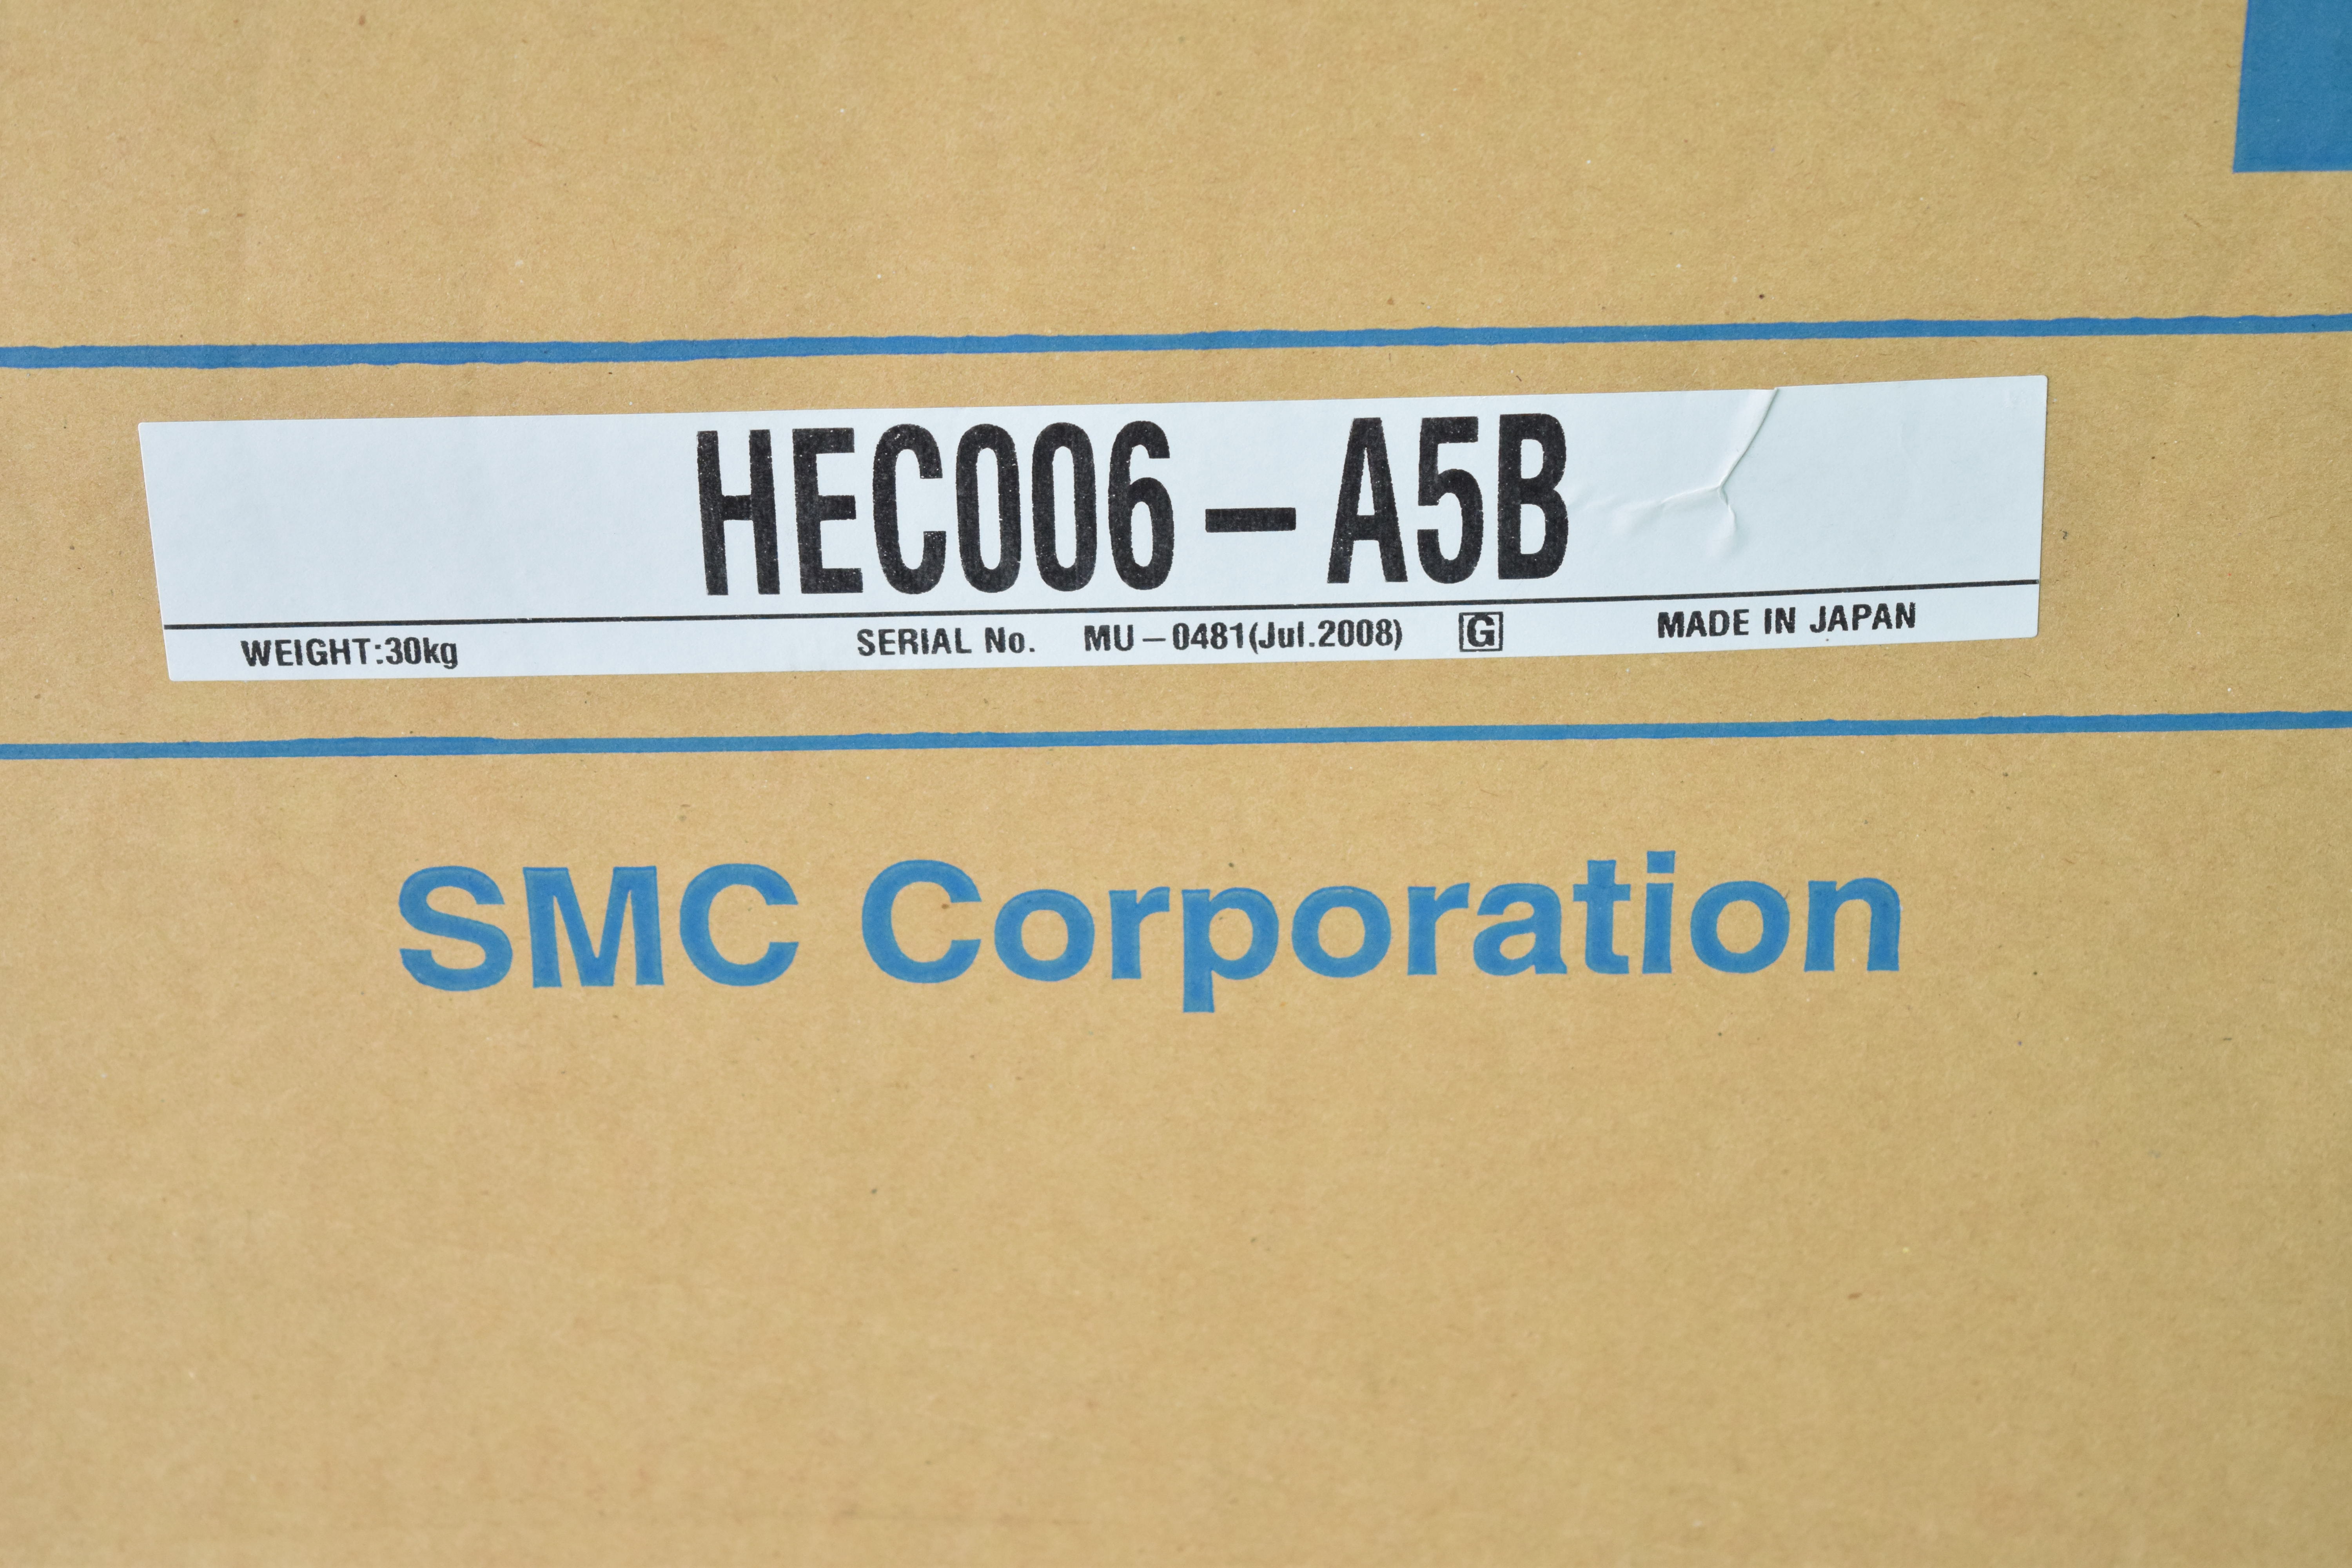 HEC006-A5B
WEIGHT:30kg SERIAL No. MU-0481(Jul.2008) G MADE IN JAPAN
SMC Corporation